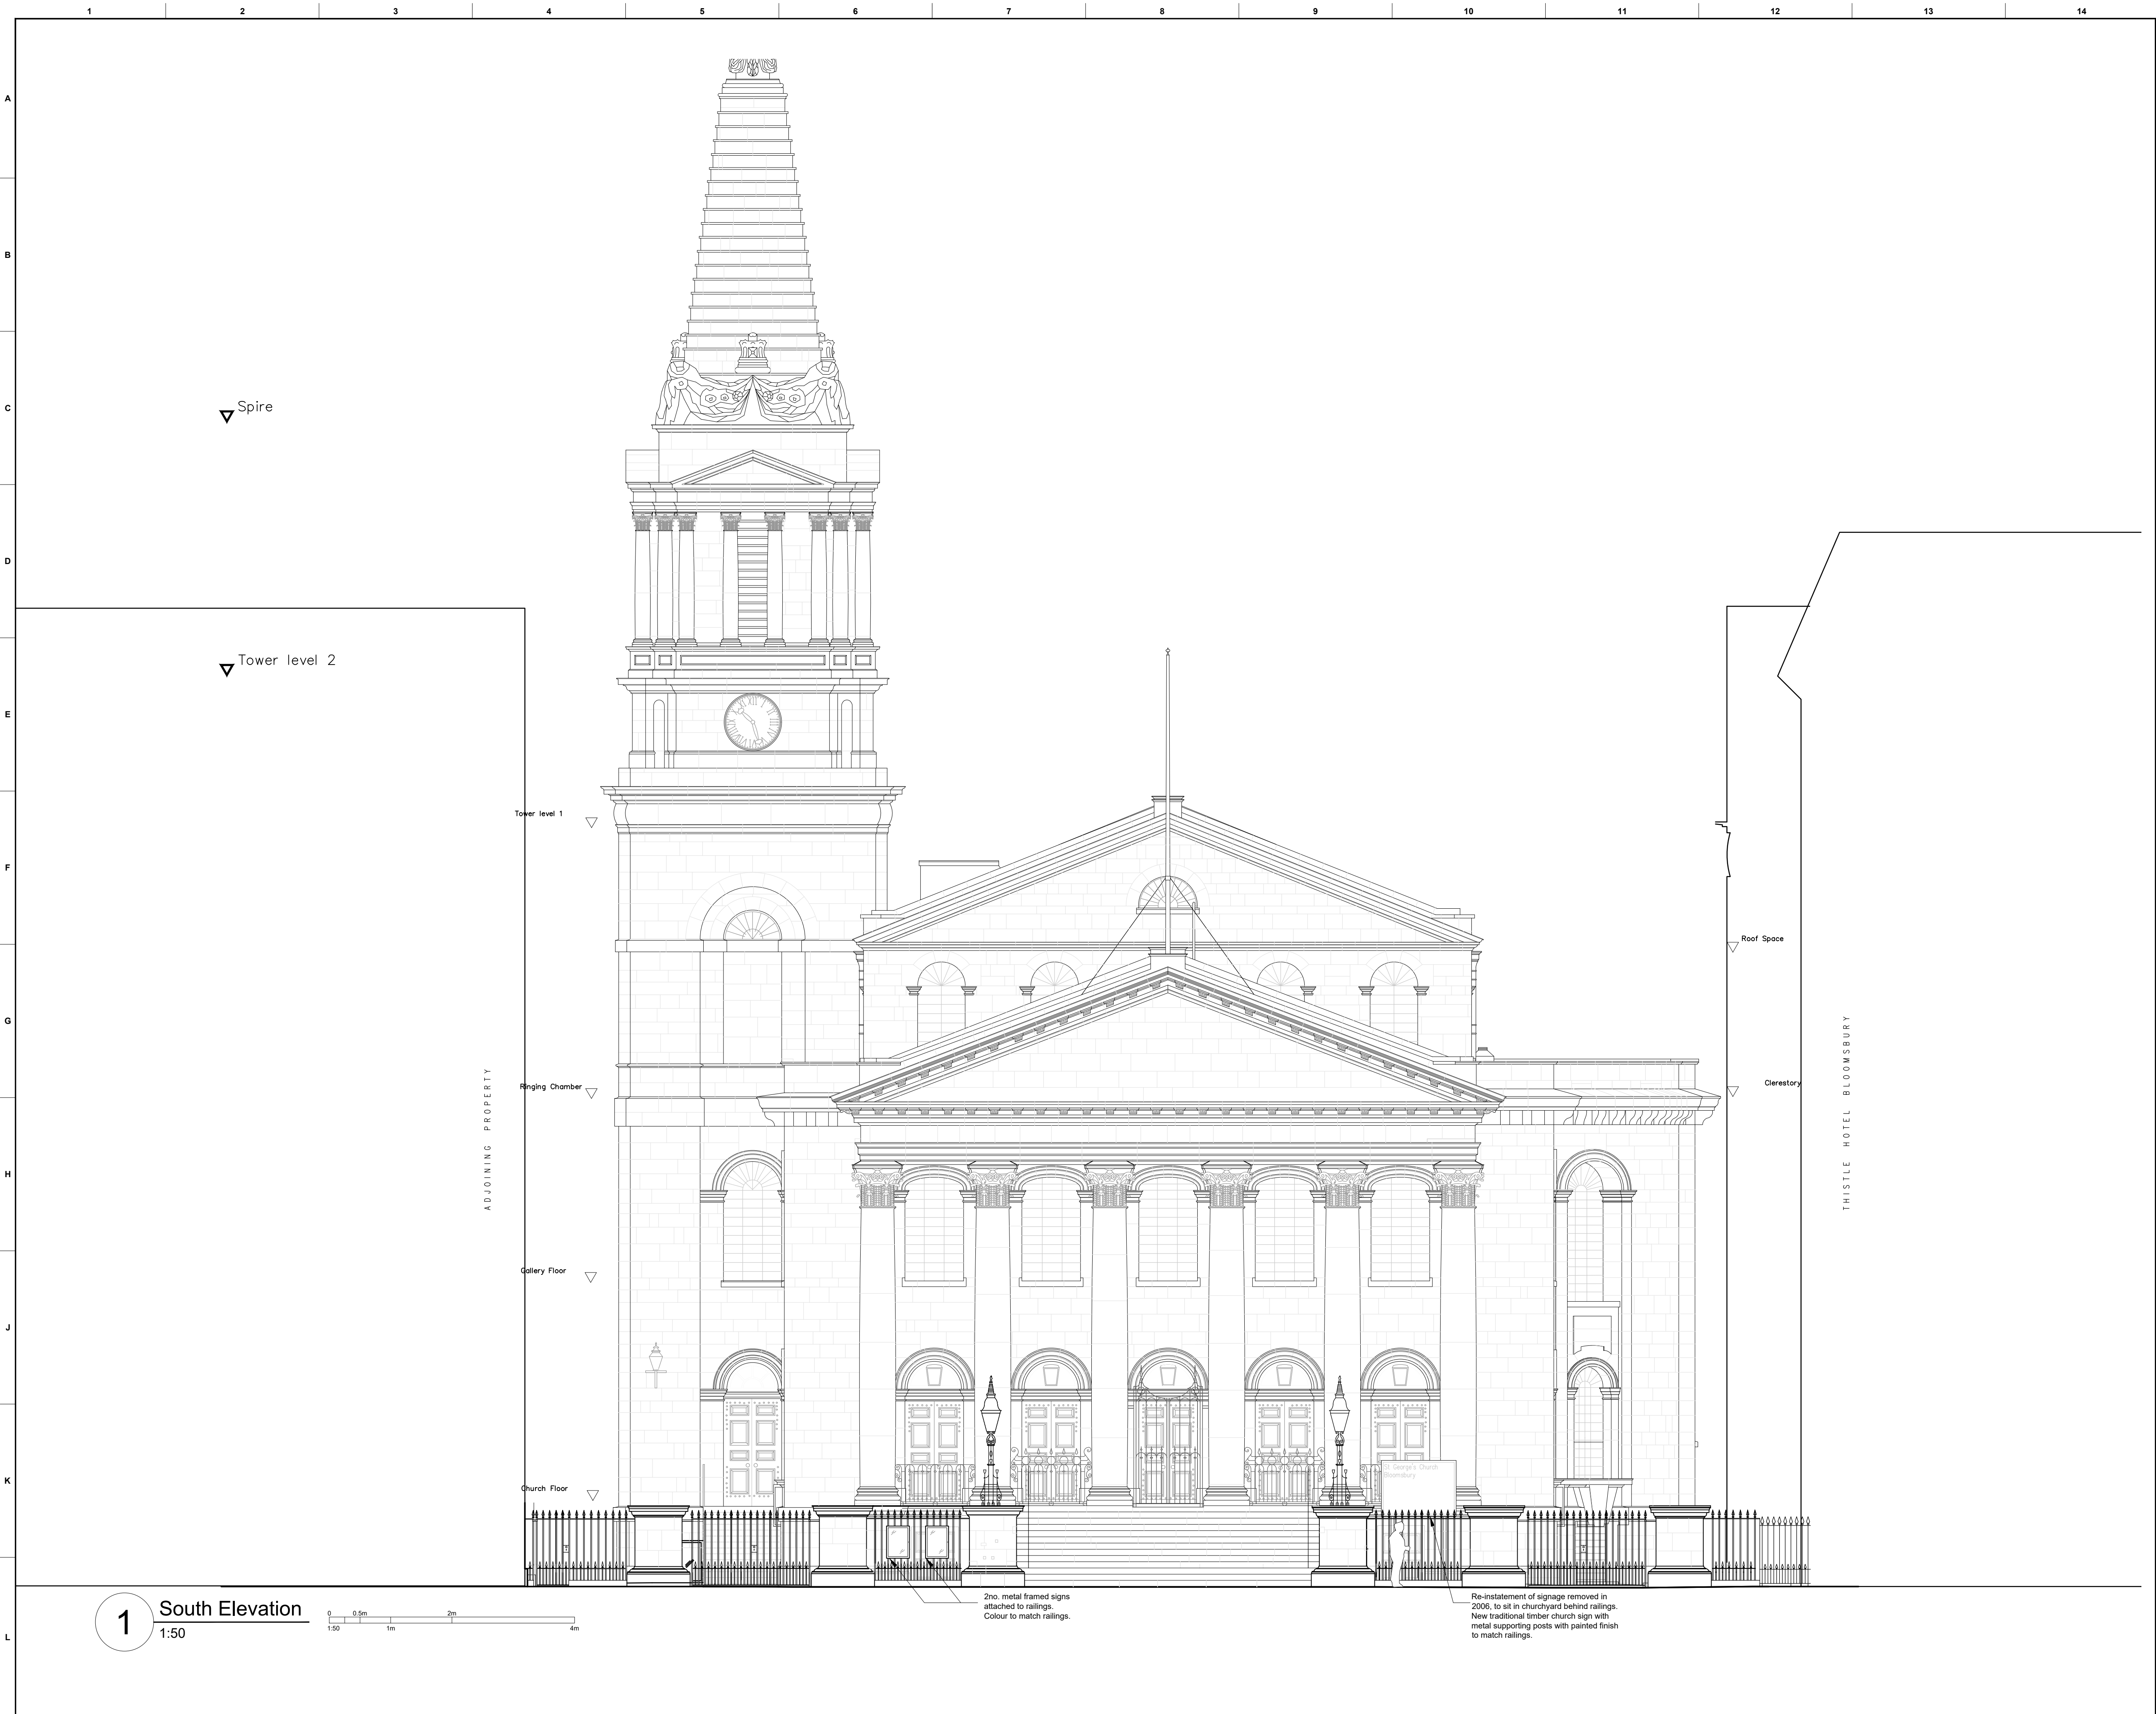 1 2 3 4 5 6 7 8 9 10 11 12 13 14
A
B
C
D
E
F
G
H
J
K
L
Spire
Tower level 2
Tower level 1
Roof Space
Ringing Chamber
Clerestory
ADJOINING PROPERTY
THISTLE HOTEL BLOOMSBURY
Gallery Floor
Church Floor
St George's Church
Bloomsbury
2no. metal framed signs
attached to railings.
Colour to match railings.
Re-instatement of signage removed in
2006, to sit in churchyard behind railings.
New traditional timber church sign with
metal supporting posts with painted finish
to match railings.
1
South Elevation
1:50
0 0.5m 2m
1:50 1m 4m